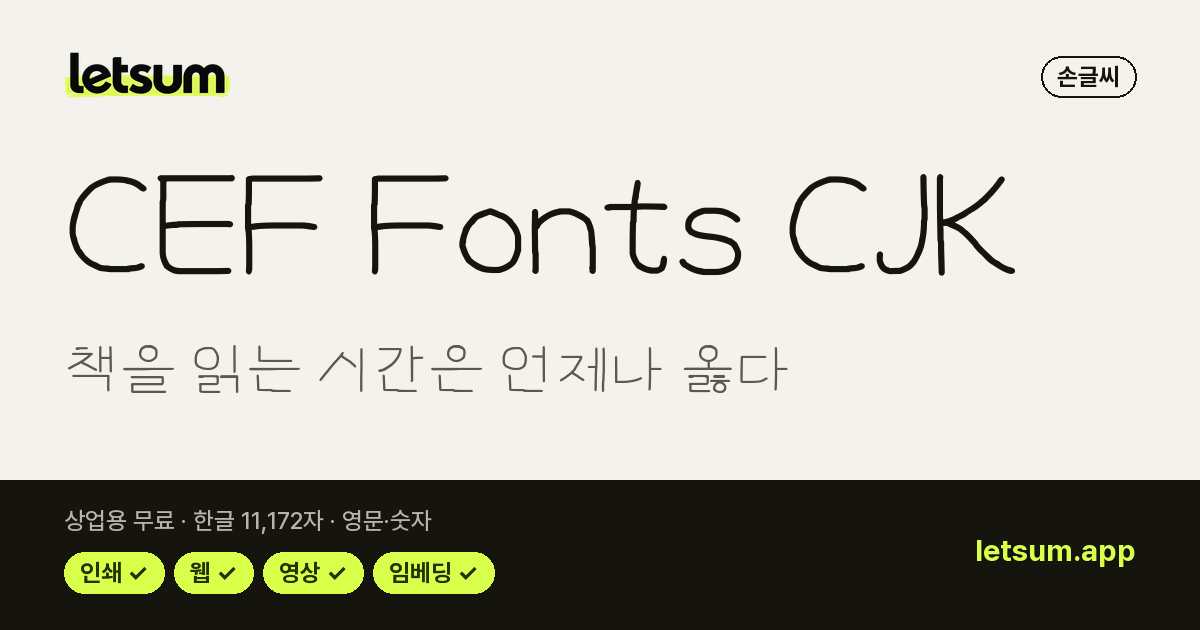 letsum
손글씨
CEF Fonts CJK
책을 읽는 시간은 언제나 옳다
상업용 무료 · 한글 11,172자 · 영문·숫자
인쇄 ✓ 웹 ✓ 영상 ✓ 임베딩 ✓
letsum.app